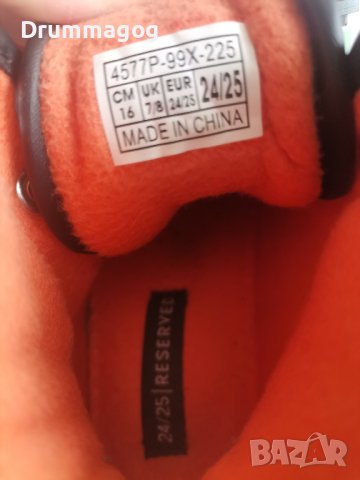 Drummagog
4577P-99X-225
CM UK EUR 24/25
16 7/8 24/25
MADE IN CHINA
24/25 | RESERVED
BAZAR